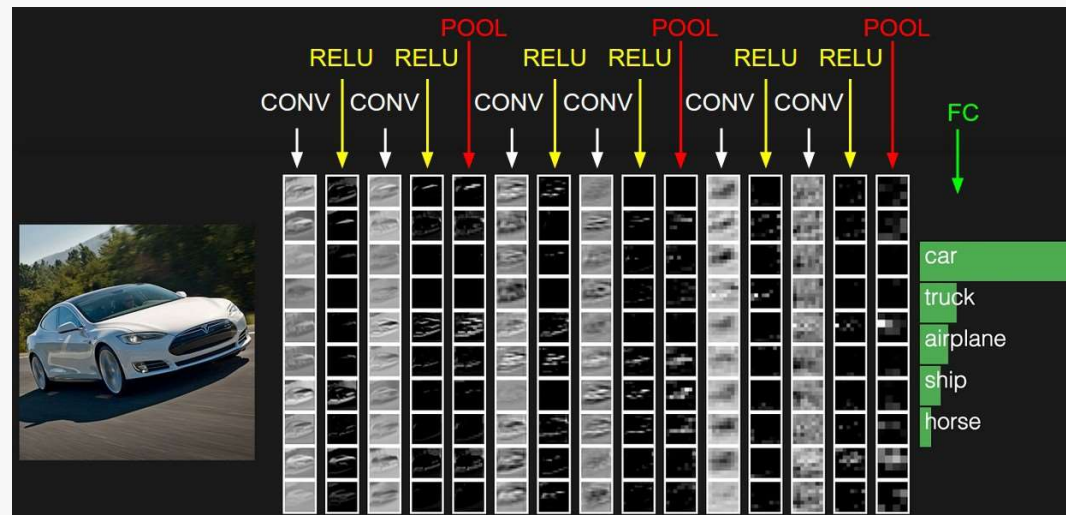 POOL POOL POOL
RELU RELU RELU RELU RELU RELU
CONV CONV CONV CONV CONV CONV
FC
car
truck
airplane
ship
horse